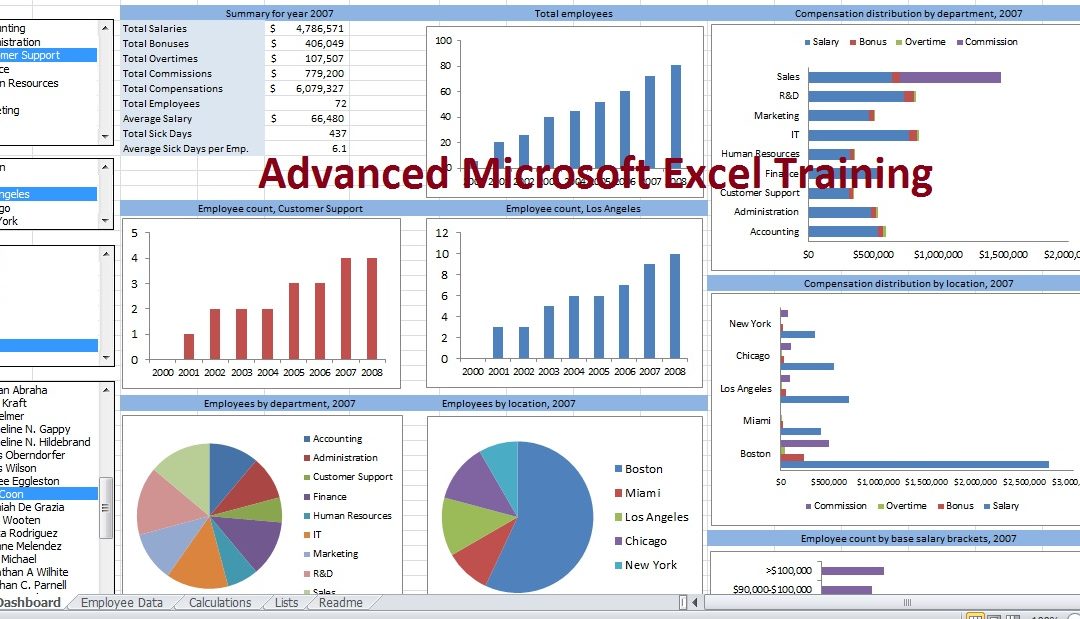 nting
istration
mer Support
ce
n Resources
eting
n
ngeles
go
York
an Abraha
Kraft
elmer
eline N. Gappy
eline N. Hildebrand
s Oberndorfer
s Wilson
ee Eggleston
Coon
iah De Grazia
Wooten
ta Rodriguez
nne Melendez
Michael
nathan A Wilhite
than C. Parnell
Summary for year 2007
Total Salaries $ 4,786,571
Total Bonuses $ 406,049
Total Overtimes $ 107,507
Total Commissions $ 779,200
Total Compensations $ 6,079,327
Total Employees 72
Average Salary $ 66,480
Total Sick Days 437
Average Sick Days per Emp. 6.1
Total employees
100
80
60
40
20
Advanced Microsoft Excel Training
Compensation distribution by department, 2007
Salary Bonus Overtime Commission
Sales
R&D
Marketing
IT
Human Resources
Finance
Customer Support
Administration
Accounting
$0 $500,000 $1,000,000 $1,500,000 $2,000,0
Employee count, Customer Support
5
4
3
2
1
0
2000 2001 2002 2003 2004 2005 2006 2007 2008
Employee count, Los Angeles
12
10
8
6
4
2
0
2000 2001 2002 2003 2004 2005 2006 2007 2008
Compensation distribution by location, 2007
New York
Chicago
Los Angeles
Miami
Boston
$0 $500,000 $1,000,000 $1,500,000 $2,000,000 $2,500,000 $3,000,
Commission Overtime Bonus Salary
Employees by department, 2007
Accounting
Administration
Customer Support
Finance
Human Resources
IT
Marketing
R&D
Sales
Employees by location, 2007
Boston
Miami
Los Angeles
Chicago
New York
Employee count by base salary brackets, 2007
>$100,000
$90,000-$100,000
Dashboard Employee Data Calculations Lists Readme